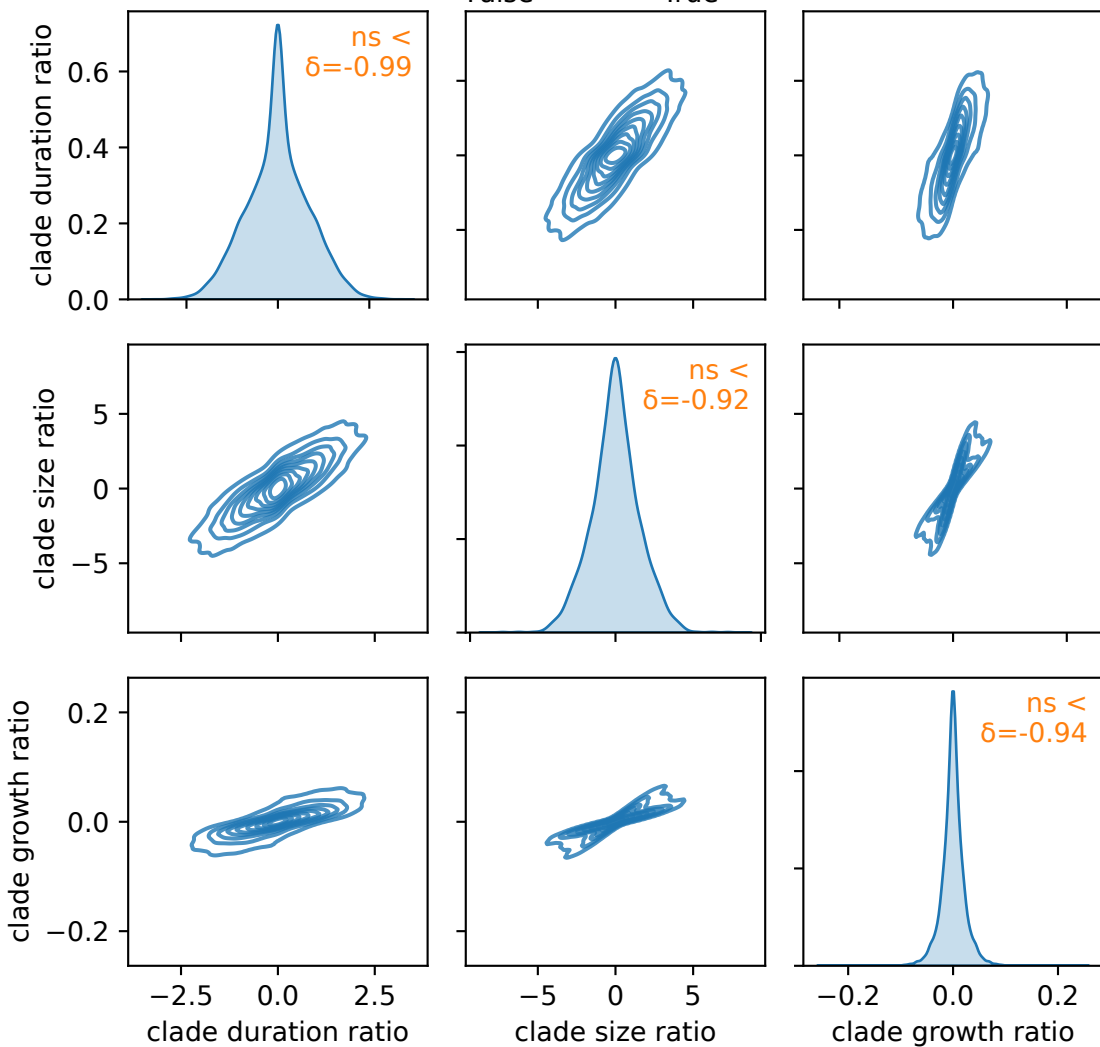 raise True
clade duration ratio
0.6
0.4
0.2
0.0
ns <
δ=-0.99
clade size ratio
5
0
−5
ns <
δ=-0.92
clade growth ratio
0.2
0.0
−0.2
ns <
δ=-0.94
−2.5 0.0 2.5
−5 0 5
−0.2 0.0 0.2
clade duration ratio
clade size ratio
clade growth ratio